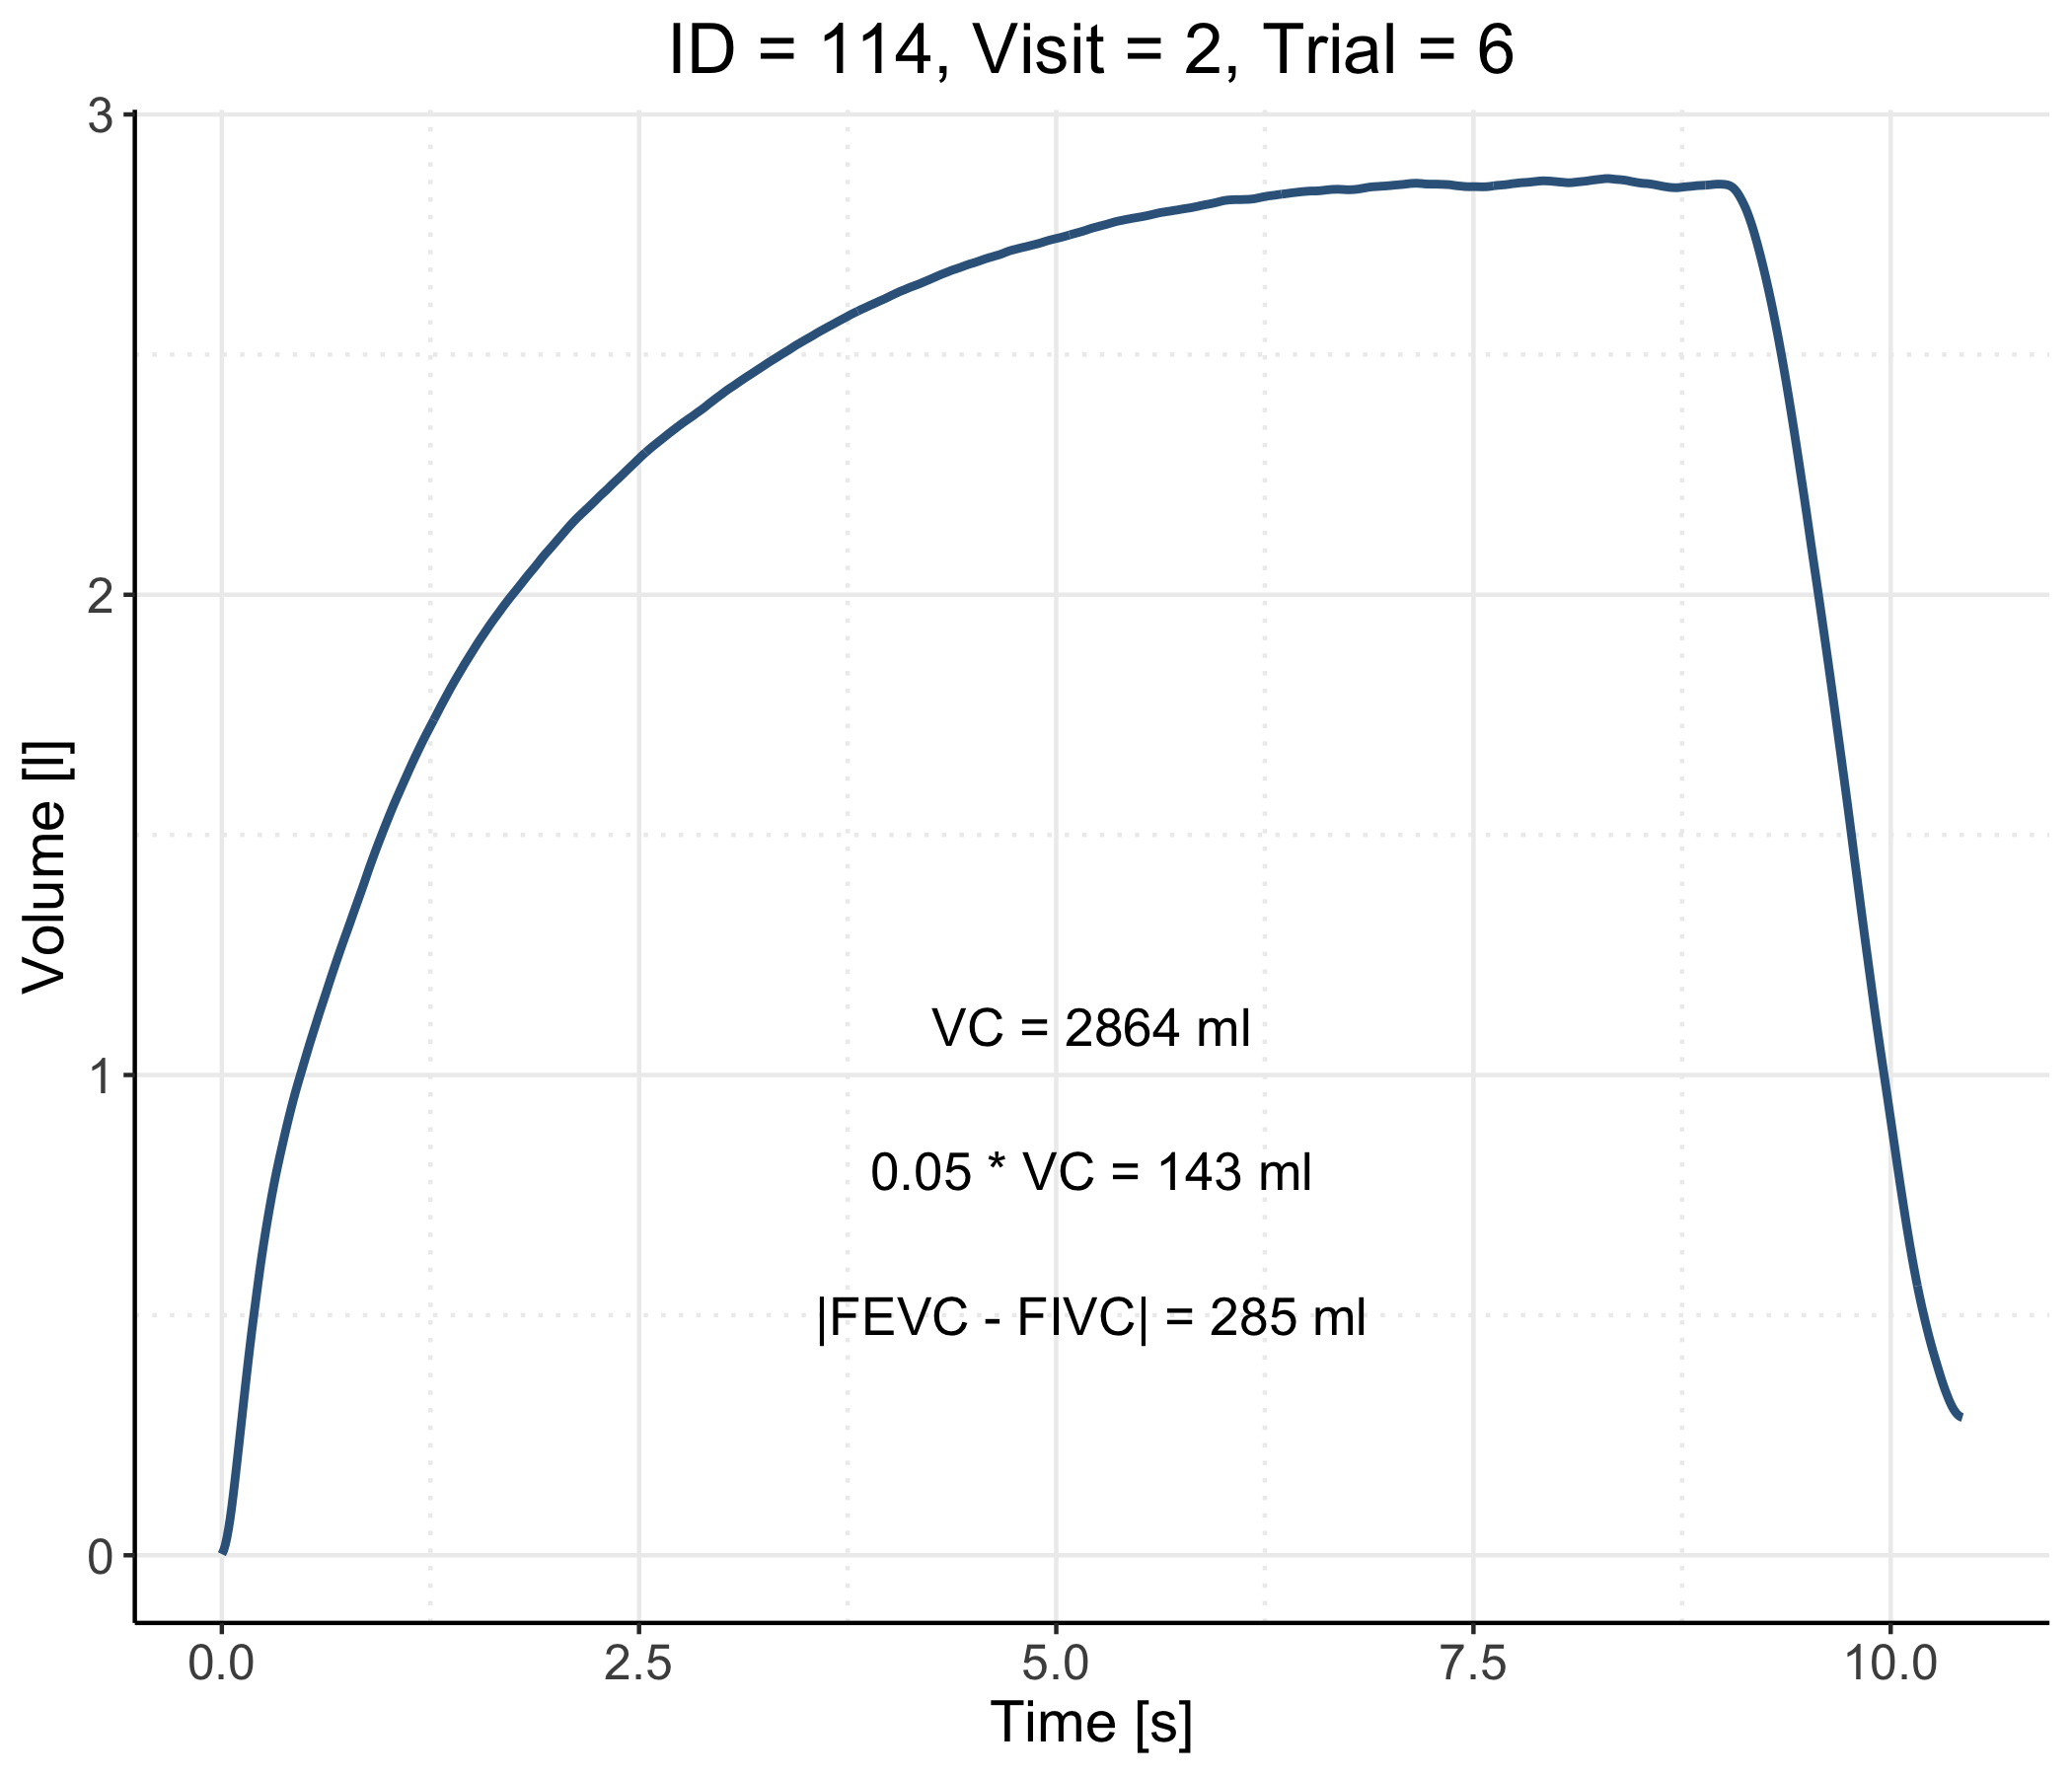 ID = 114, Visit = 2, Trial = 6
3
2
1
0
Volume [l]
VC = 2864 ml
0.05 * VC = 143 ml
|FEVC - FIVC| = 285 ml
0.0 2.5 5.0 7.5 10.0
Time [s]